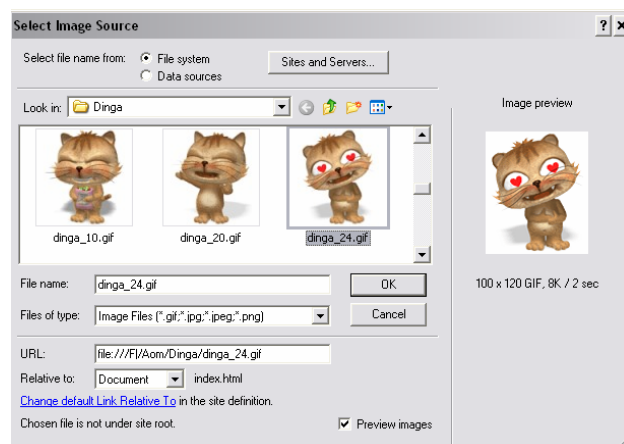 Select Image Source
Select file name from: File system
Data sources
Sites and Servers...
Look in: Dinga
Image preview
dinga_10.gif dinga_20.gif dinga_24.gif
File name: dinga_24.gif OK
100 x 120 GIF, 8K / 2 sec
Files of type: Image Files (*.gif;*.jpg;*.jpeg;*.png) Cancel
URL: file:///F|/Aom/Dinga/dinga_24.gif
Relative to: Document index.html
Change default Link Relative To in the site definition.
Chosen file is not under site root. Preview images